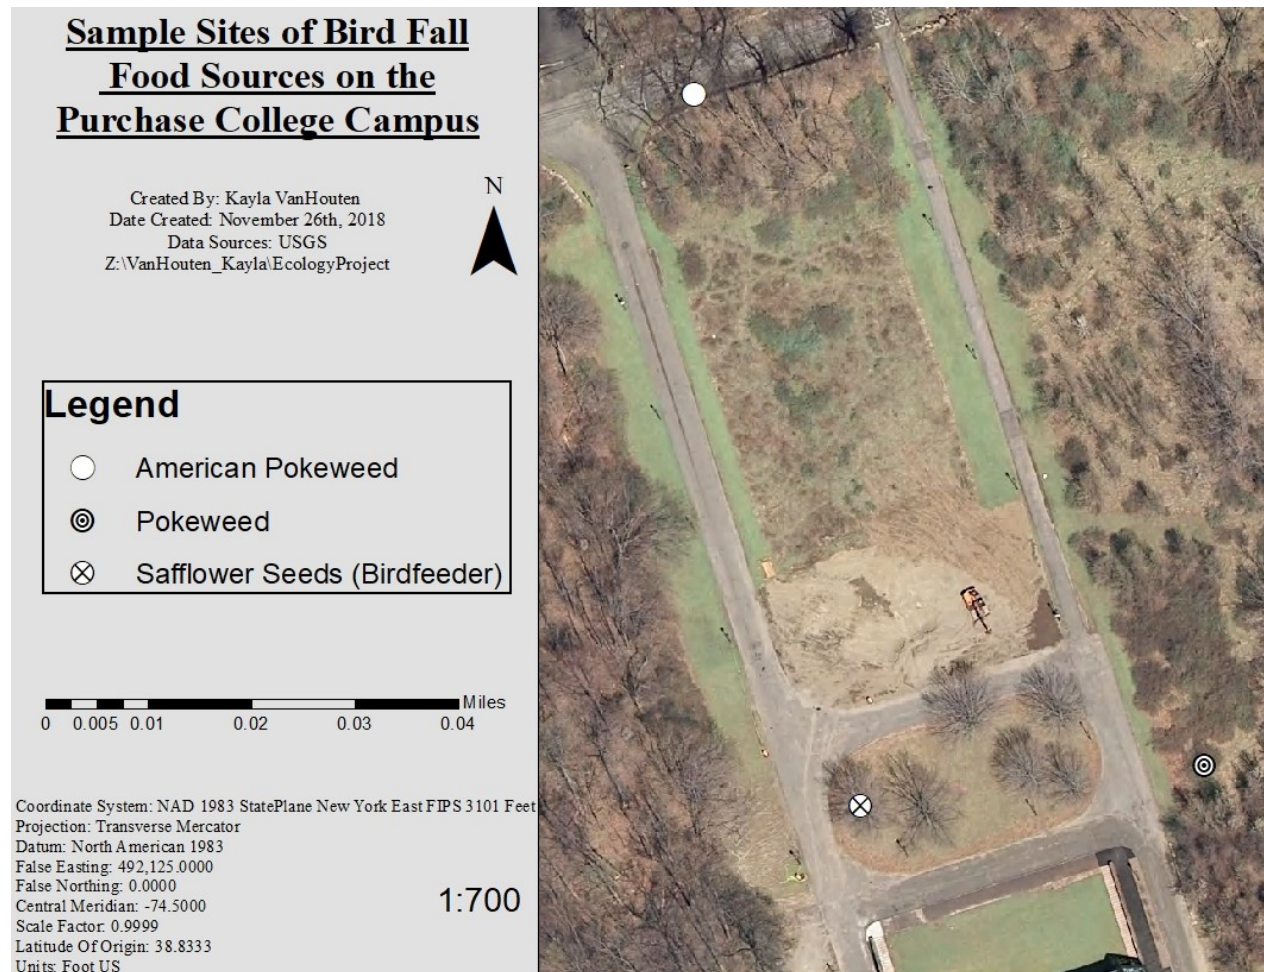 Sample Sites of Bird Fall
Food Sources on the
Purchase College Campus
Created By: Kayla VanHouten
Date Created: November 26th, 2018
Data Sources: USGS
Z:\VanHouten_Kayla\EcologyProject
N
Legend
American Pokeweed
Pokeweed
Safflower Seeds (Birdfeeder)
Miles
0 0.005 0.01 0.02 0.03 0.04
Coordinate System: NAD 1983 StatePlane New York East FIPS 3101 Feet
Projection: Transverse Mercator
Datum: North American 1983
False Easting: 492,125.0000
False Northing: 0.0000
Central Meridian: -74.5000
Scale Factor: 0.9999
Latitude Of Origin: 38.8333
Units: Foot US
1:700